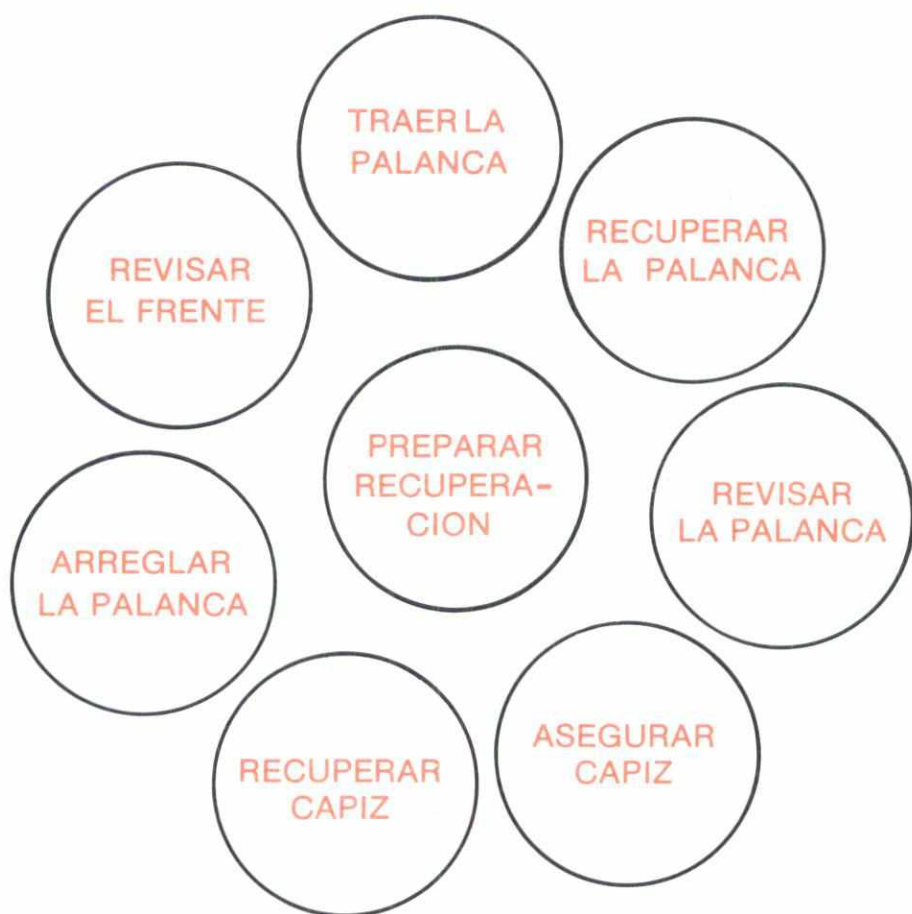 TRAER LA
PALANCA
RECUPERAR
LA PALANCA
REVISAR
EL FRENTE
PREPARAR
RECUPERA-
CION
REVISAR
LA PALANCA
ARREGLAR
LA PALANCA
ASEGURAR
CAPIZ
RECUPERAR
CAPIZ